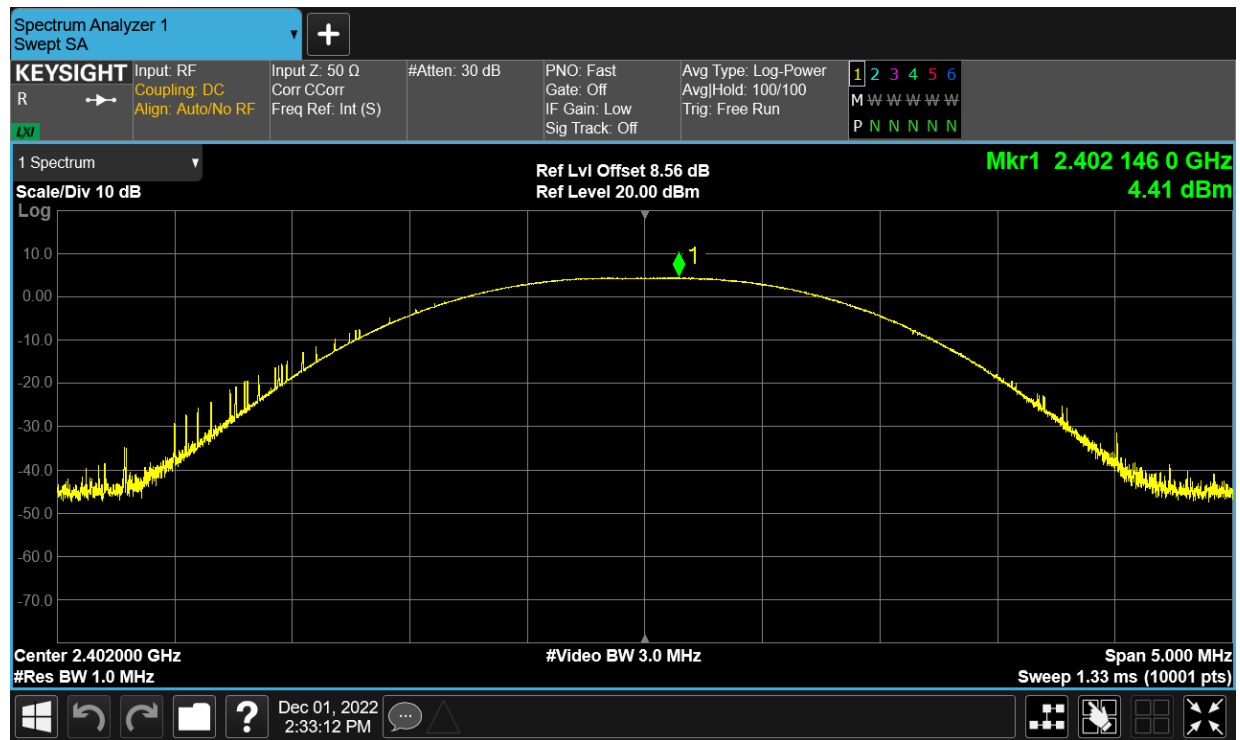 Spectrum Analyzer 1
Swept SA
KEYSIGHT
R
LXI
Input: RF
Coupling: DC
Align: Auto/No RF
Input Z: 50 Ω
Corr CCorr
Freq Ref: Int (S)
#Atten: 30 dB
PNO: Fast
Gate: Off
IF Gain: Low
Sig Track: Off
Avg Type: Log-Power
Avg|Hold: 100/100
Trig: Free Run
1 2 3 4 5 6
M W W W W W
P N N N N N
1 Spectrum
Scale/Div 10 dB
Ref Lvl Offset 8.56 dB
Ref Level 20.00 dBm
Mkr1 2.402 146 0 GHz
4.41 dBm
Log
10.0
0.00
-10.0
-20.0
-30.0
-40.0
-50.0
-60.0
-70.0
1
Center 2.402000 GHz
#Video BW 3.0 MHz
Span 5.000 MHz
#Res BW 1.0 MHz
Sweep 1.33 ms (10001 pts)
?
Dec 01, 2022
2:33:12 PM